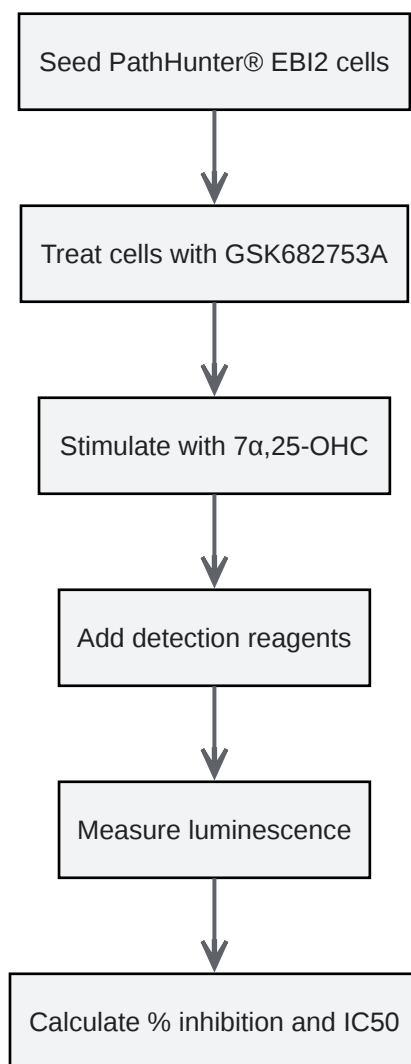 Seed PathHunter® EBI2 cells
Treat cells with GSK682753A
Stimulate with 7α,25-OHC
Add detection reagents
Measure luminescence
Calculate % inhibition and IC50